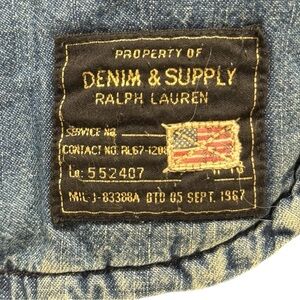 PROPERTY OF
DENIM & SUPPLY
RALPH LAUREN
SERVICE NO.
CONTACT NO. RL67-1208
Le: 552407
MIL J-83388A DTD 05 SEPT. 1967